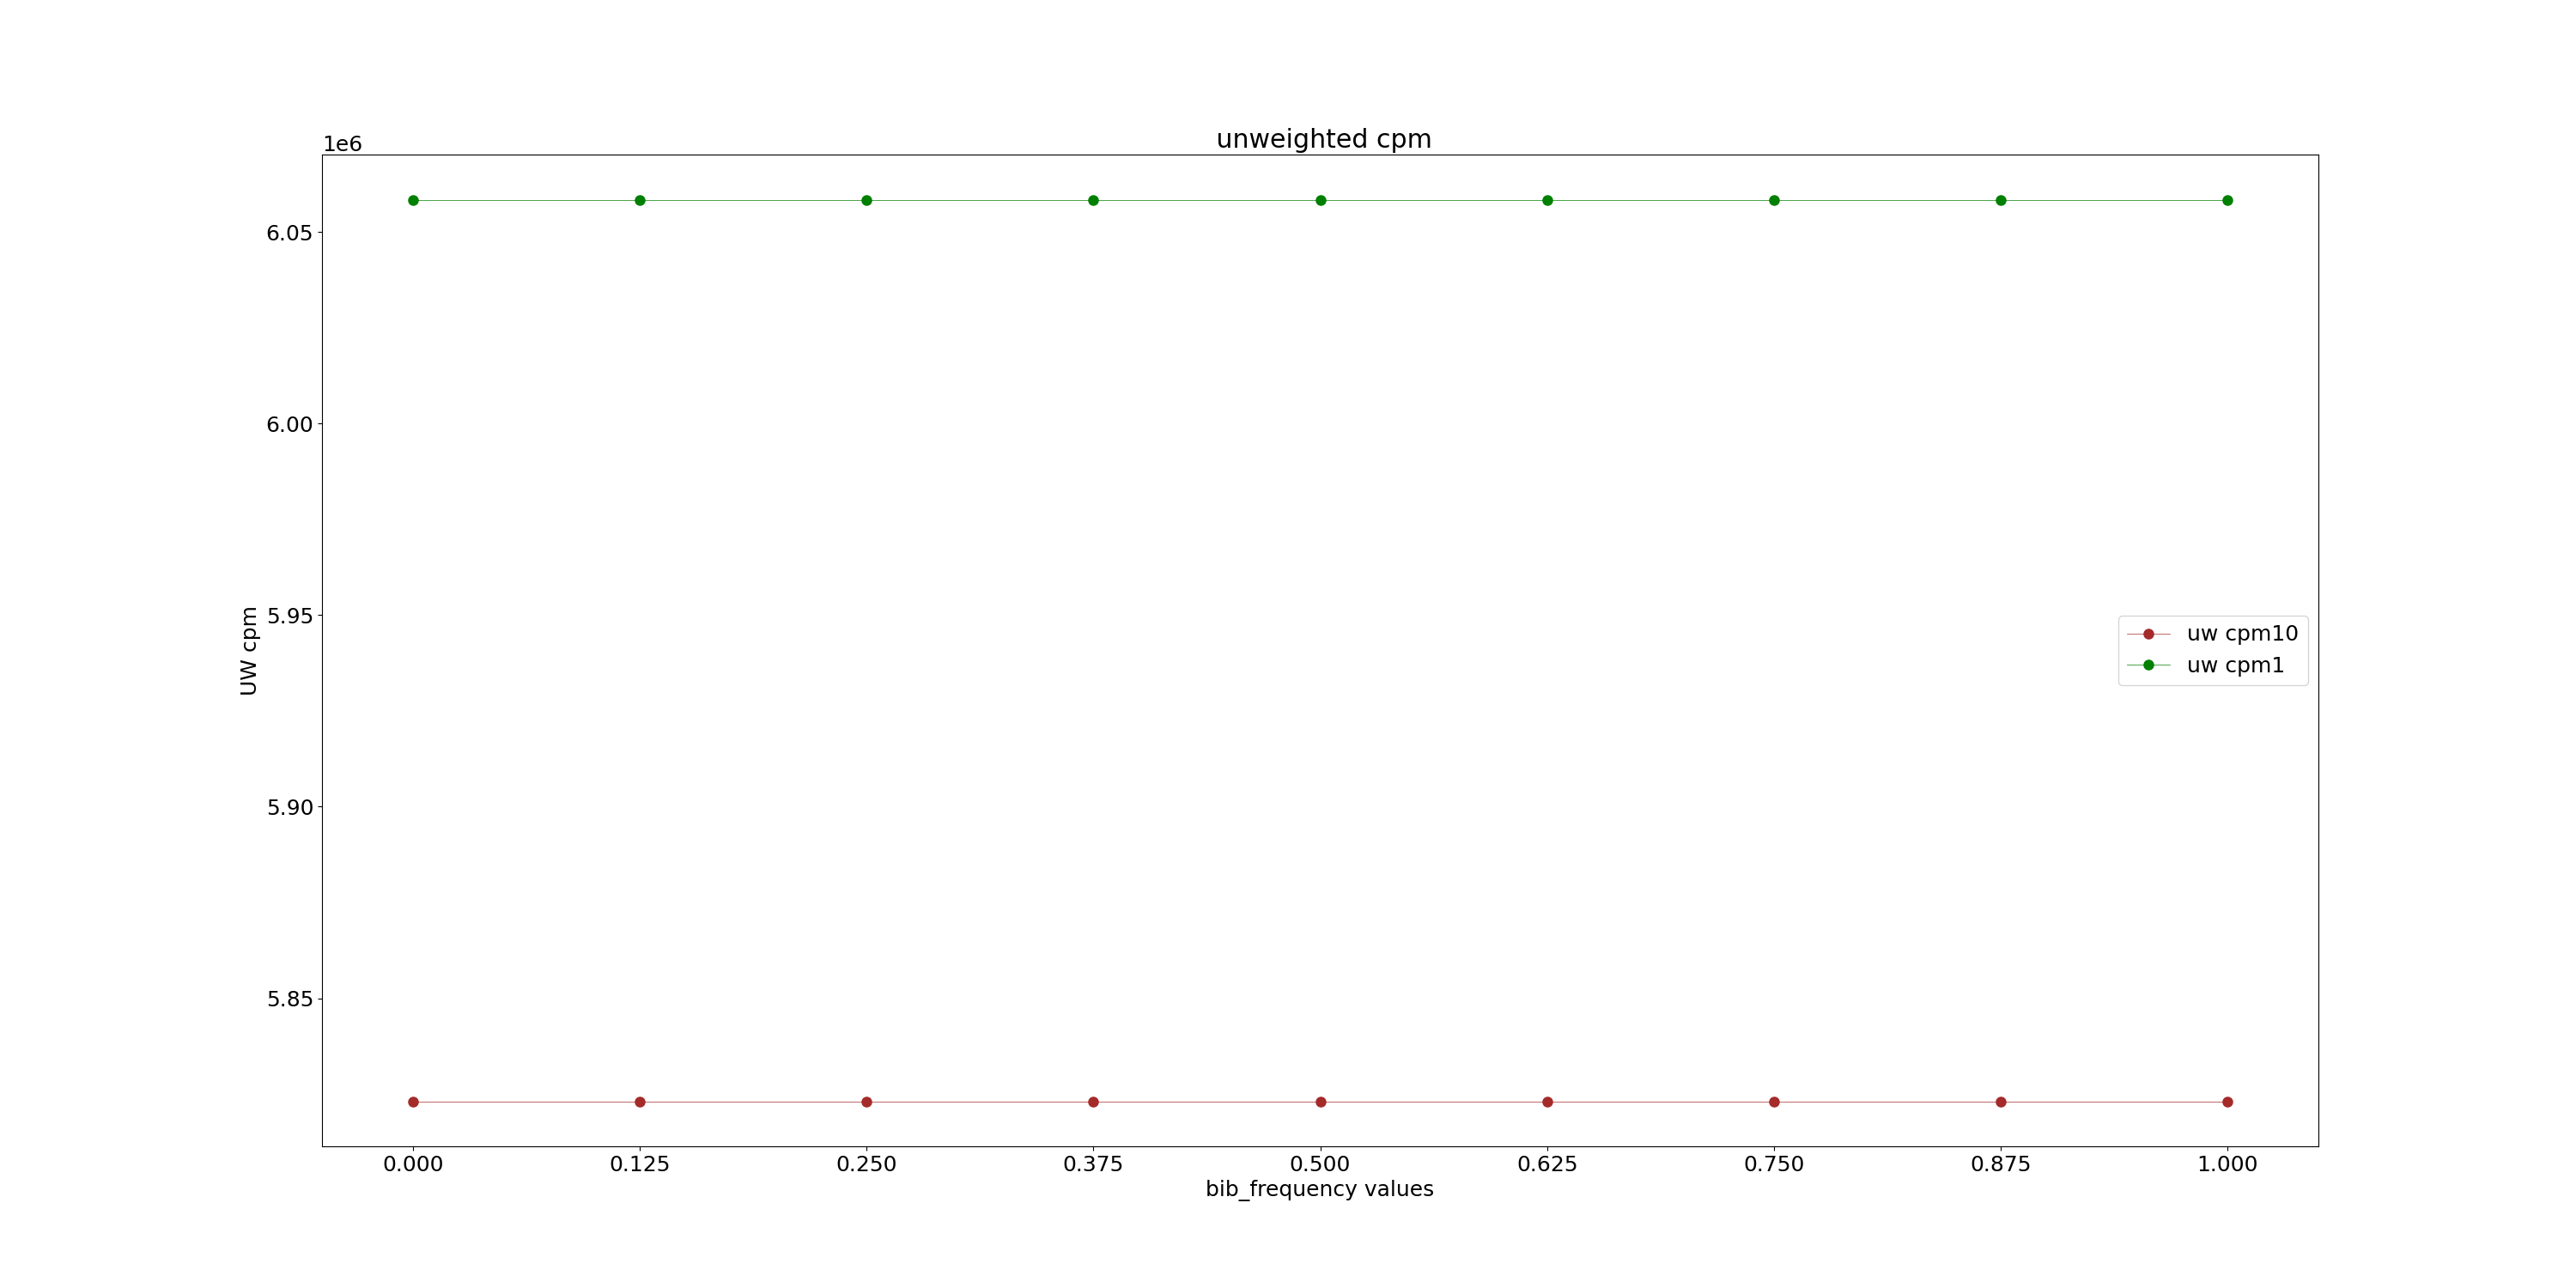 unweighted cpm
1e6
6.05
6.00
5.95
5.90
5.85
UW cpm
uw cpm10
uw cpm1
0.000 0.125 0.250 0.375 0.500 0.625 0.750 0.875 1.000
bib_frequency values